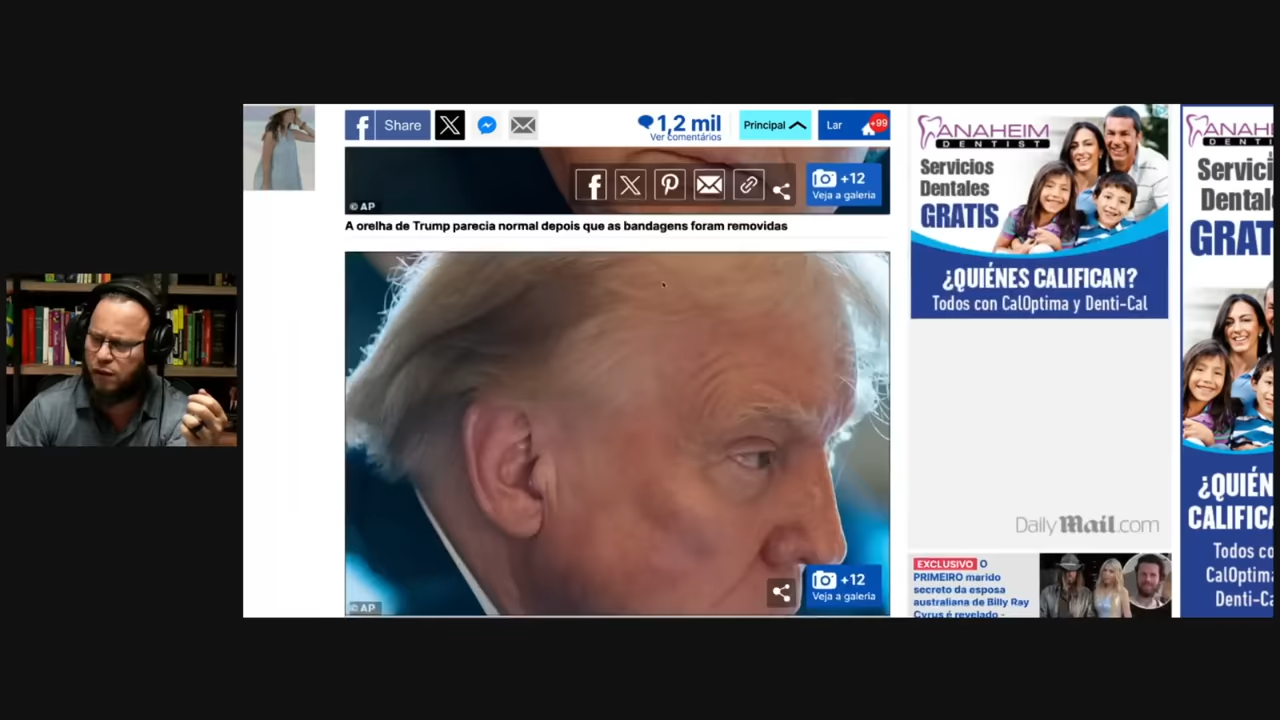 Share
1,2 mil
Ver comentários
Principal
Lar
+99
+12
Veja a galeria
© AP
A orelha de Trump parecia normal depois que as bandagens foram removidas
+12
Veja a galeria
© AP
ANAHEIM
DENTIST
Servicios
Dentales
GRATIS
¿QUIÉNES CALIFICAN?
Todos con CalOptima y Denti-Cal
DailyMail.com
EXCLUSIVO O
PRIMEIRO marido
secreto da esposa
australiana de Billy Ray
Cyrus é revelado -
ANAH
DENT
Servici
Dental
GRAT
¿QUIÉN
CALIFICA
Todos co
CalOptima
Denti-Ca